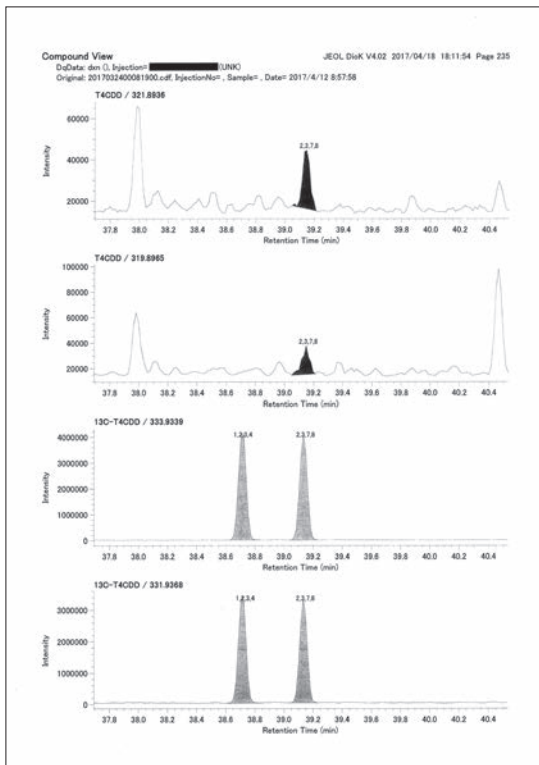 Compound View
JEOL DioK V4.02 2017/04/18 18:11:54 Page 235
DqData: dxn (), Injection= (UNK)
Original: 2017032400081900.cdf, InjectionNo= , Sample= , Date= 2017/4/12 8:57:58
T4CDD / 321.8936
60000
40000
20000
Intensity
2,3,7,8
37.8 38.0 38.2 38.4 38.6 38.8 39.0 39.2 39.4 39.6 39.8 40.0 40.2 40.4
Retention Time (min)
T4CDD / 319.8965
100000
80000
60000
40000
20000
Intensity
2,3,7,8
37.8 38.0 38.2 38.4 38.6 38.8 39.0 39.2 39.4 39.6 39.8 40.0 40.2 40.4
Retention Time (min)
13C-T4CDD / 333.9339
4000000
3000000
2000000
1000000
0
Intensity
1,2,3,4 2,3,7,8
37.8 38.0 38.2 38.4 38.6 38.8 39.0 39.2 39.4 39.6 39.8 40.0 40.2 40.4
Retention Time (min)
13C-T4CDD / 331.9368
3000000
2000000
1000000
0
Intensity
1,2,3,4 2,3,7,8
37.8 38.0 38.2 38.4 38.6 38.8 39.0 39.2 39.4 39.6 39.8 40.0 40.2 40.4
Retention Time (min)